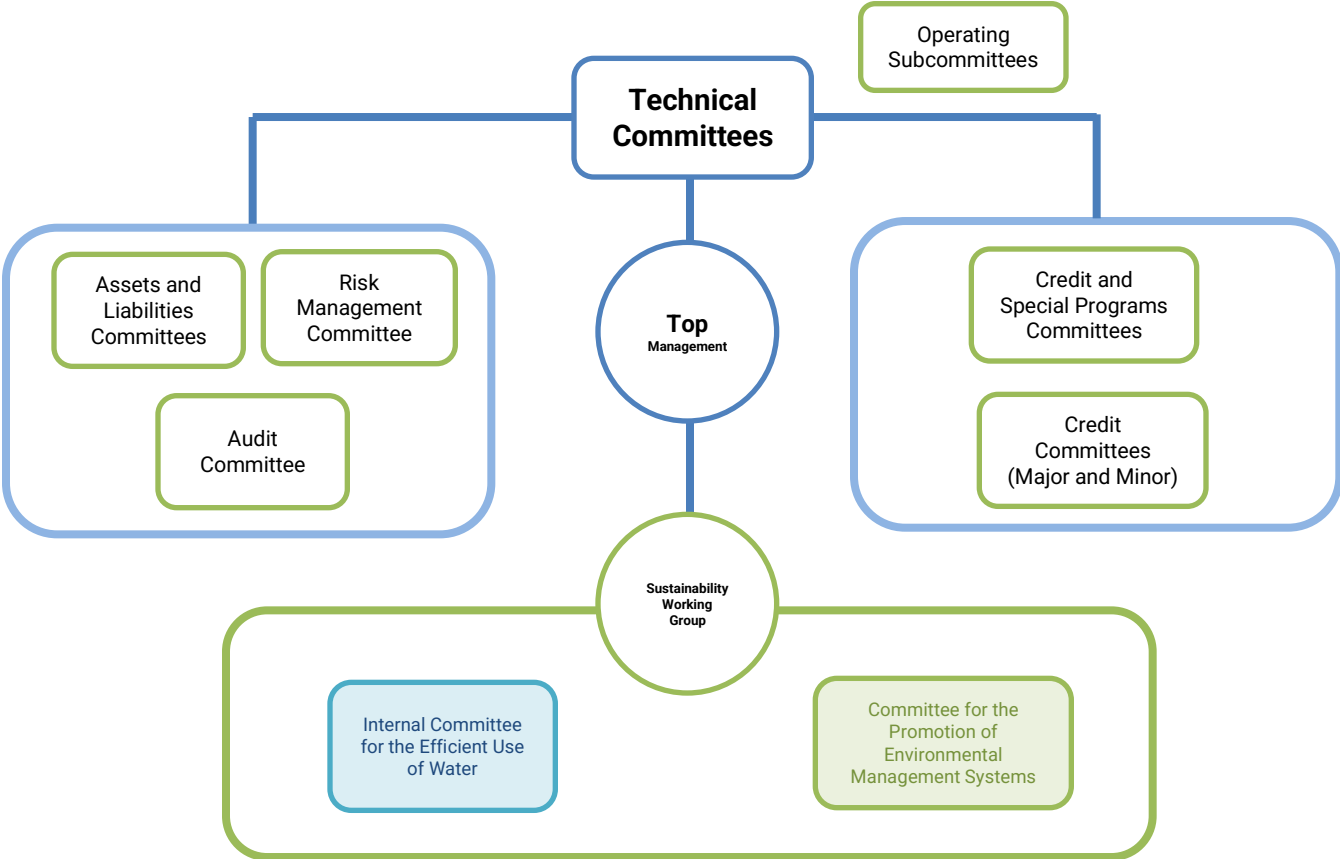 Operating
Subcommittees
Technical
Committees
Assets and
Liabilities
Committees
Risk
Management
Committee
Audit
Committee
Top
Management
Credit and
Special Programs
Committees
Credit
Committees
(Major and Minor)
Sustainability
Working
Group
Internal Committee
for the Efficient Use
of Water
Committee for the
Promotion of
Environmental
Management Systems